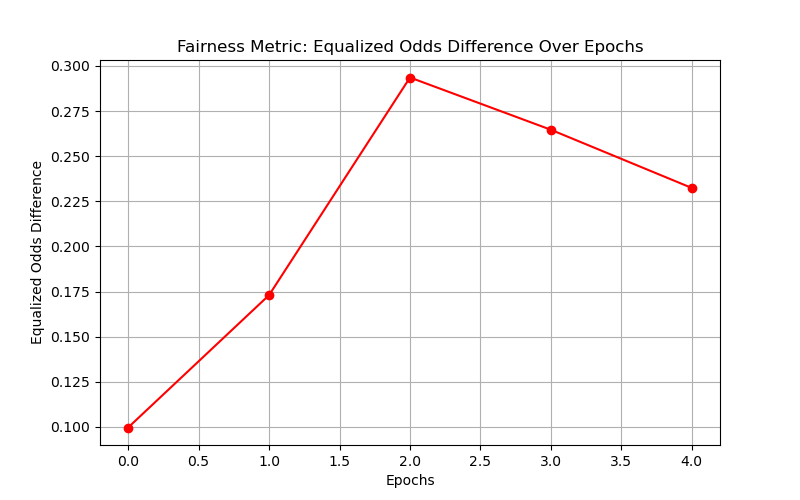 Fairness Metric: Equalized Odds Difference Over Epochs
Equalized Odds Difference
0.300
0.275
0.250
0.225
0.200
0.175
0.150
0.125
0.100
0.0 0.5 1.0 1.5 2.0 2.5 3.0 3.5 4.0
Epochs